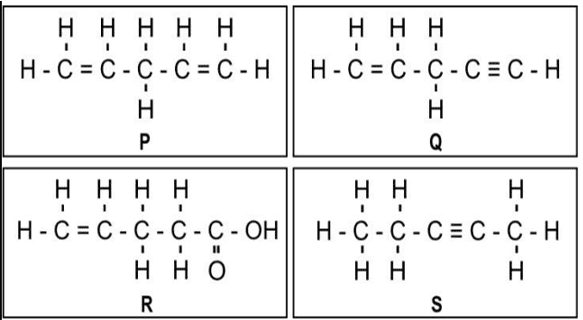 H H H H H
H - C = C - C - C = C - H
H
P
H H H
H - C = C - C - C ≡ C - H
H
Q
H H H H
H - C = C - C - C - C - OH
H H O
R
H H H
H - C - C - C ≡ C - C - H
H H H
S